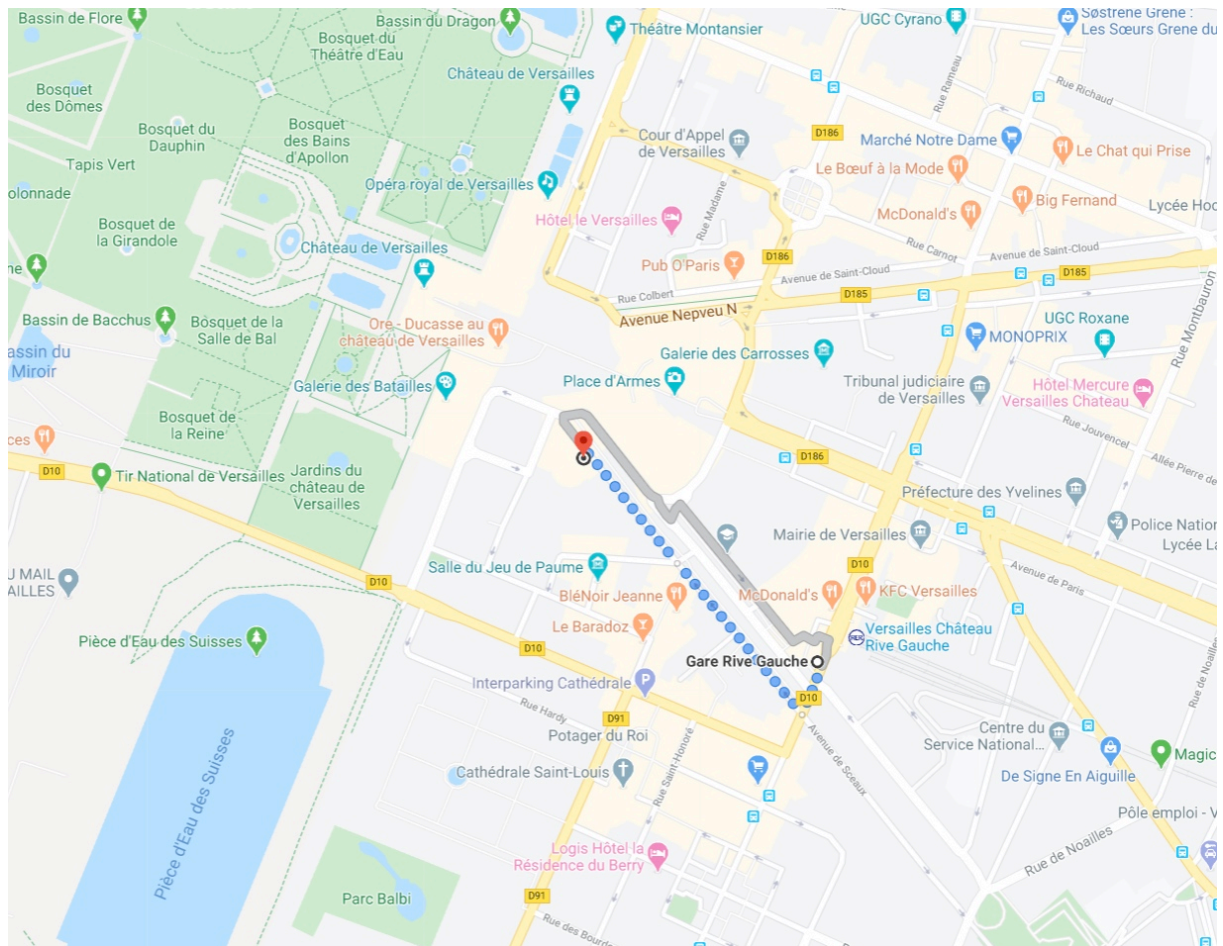 Bassin de Flore
Bassin du Dragon
UGC Cyrano
Søstrene Grene :
Les Sœurs Grene du
Théâtre Montansier
Bosquet du
Théâtre d'Eau
Château de Versailles
Rue Rameau
Rue Richaud
Bosquet
des Dômes
Bosquet du
Dauphin
Bosquet
des Bains
d'Apollon
Cour d'Appel
de Versailles
D186
Marché Notre Dame
Le Chat qui Prise
Tapis Vert
Le Bœuf à la Mode
olonnade
Opéra royal de Versailles
Rue Madame
Big Fernand
Lycée Hoc
Hôtel le Versailles
McDonald's
Bosquet de
la Girandole
Château de Versailles
Rue Carnot
Avenue de Saint-Cloud
ne
Pub O'Paris
D186
Avenue de Saint-Cloud
D185
Rue Colbert
D185
Avenue Nepveu N
Bassin de Bacchus
Bosquet de la
Salle de Bal
Ore - Ducasse au
château de Versailles
UGC Roxane
Rue Montbauron
MONOPRIX
assin du
Miroir
Galerie des Carrosses
Galerie des Batailles
Place d'Armes
Tribunal judiciaire
de Versailles
Hôtel Mercure
Versailles Chateau
Bosquet de
la Reine
Rue Jouvencel
ces
D10
D186
Allée Pierre de
Tir National de Versailles
Jardins du
château de
Versailles
Préfecture des Yvelines
Mairie de Versailles
Police Nation
Lycée La
Salle du Jeu de Paume
D10
Avenue de Paris
U MAIL
AILLES
D10
BléNoir Jeanne
McDonald's
KFC Versailles
Le Baradoz
Versailles Château
Rive Gauche
Pièce d'Eau des Suisses
D10
Gare Rive Gauche
Interparking Cathédrale
D10
Rue de Noailles
Rue Hardy
D91
Potager du Roi
Avenue de Sceaux
Centre du
Service National...
Magic
Rue Saint-Honoré
Cathédrale Saint-Louis
De Signe En Aiguille
Pièce d'Eau des Suisses
Pôle emploi - V
Logis Hôtel la
Résidence du Berry
Rue de Noailles
Parc Balbi
D91
Rue des Bourde